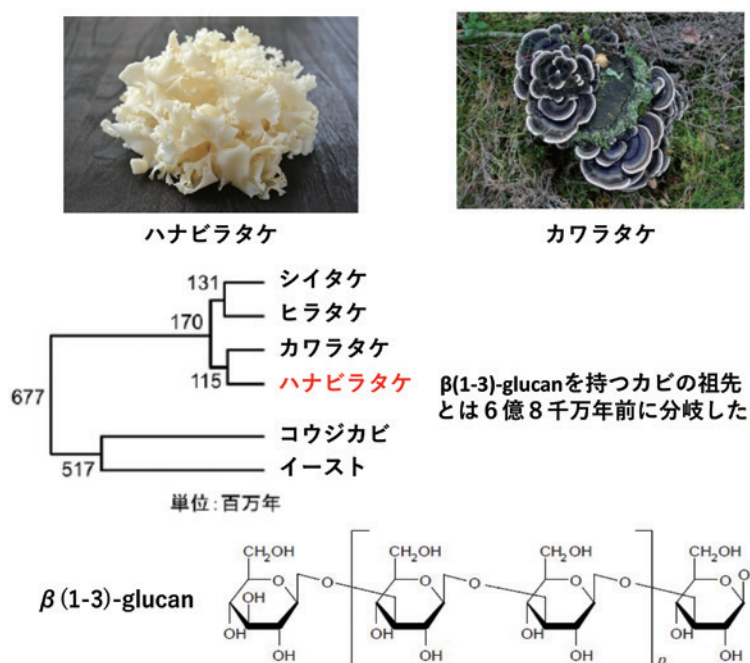 ハナビラタケ
カワラタケ
131
シイタケ
170
ヒラタケ
カワラタケ
115
ハナビラタケ
677
コウジカビ
517
イースト
単位:百万年
β(1-3)-glucanを持つカビの祖先
とは6億8千万年前に分岐した
β(1-3)-glucan
CH₂OH CH₂OH CH₂OH CH₂OH
O O O O O O O O
OH OH OH OH OH
OH OH OH OH
n